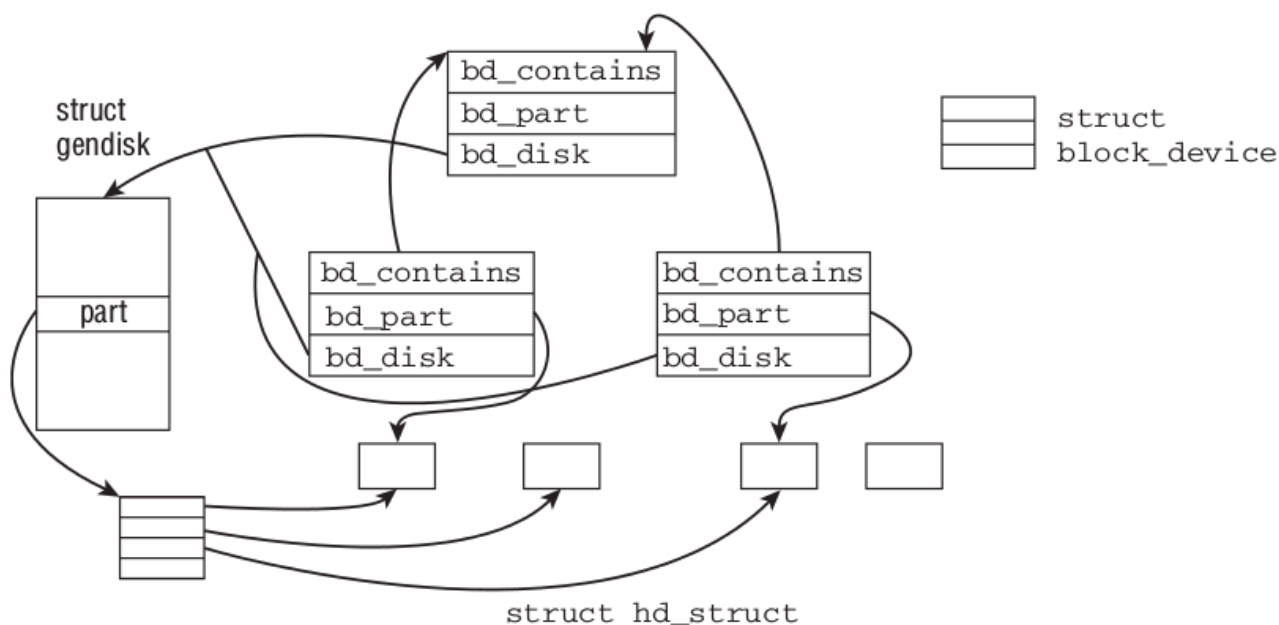 bd_contains
bd_part
bd_disk
struct
gendisk
struct
block_device
part
bd_contains
bd_part
bd_disk
bd_contains
bd_part
bd_disk
struct hd_struct